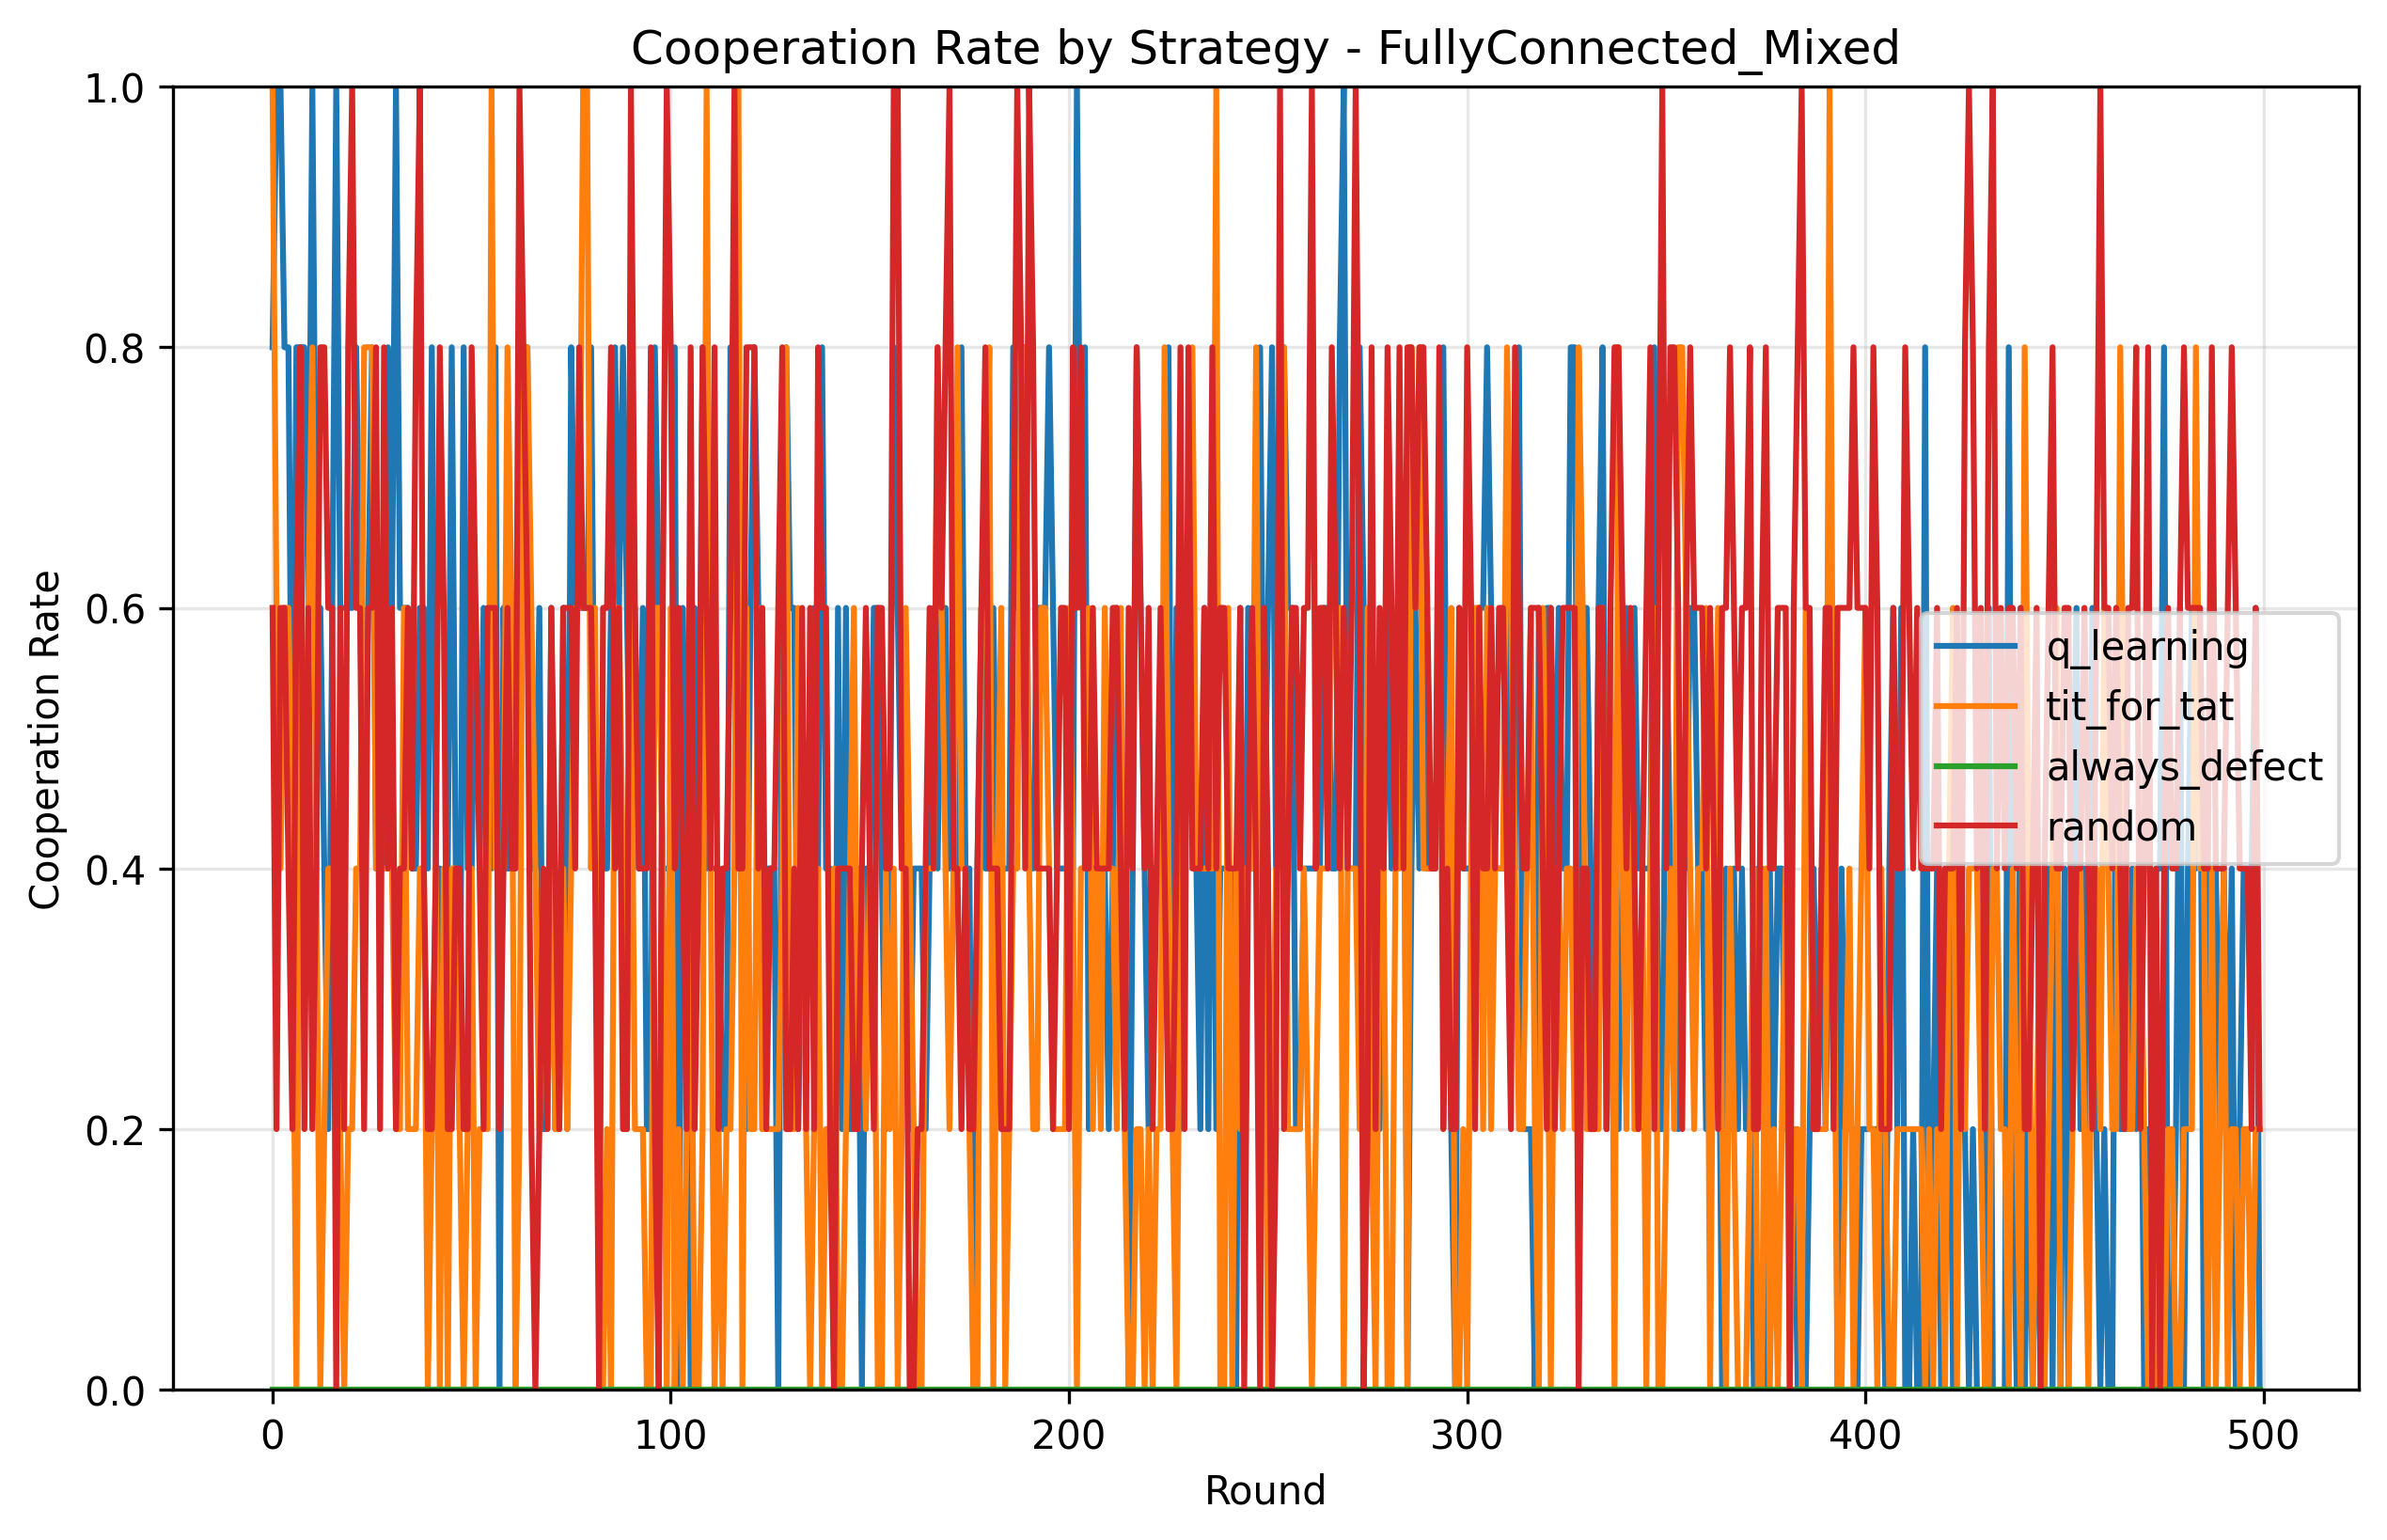 Cooperation Rate by Strategy - FullyConnected_Mixed
1.0
0.8
0.6
0.4
0.2
0.0
Cooperation Rate
q_learning
tit_for_tat
always_defect
random
0 100 200 300 400 500
Round